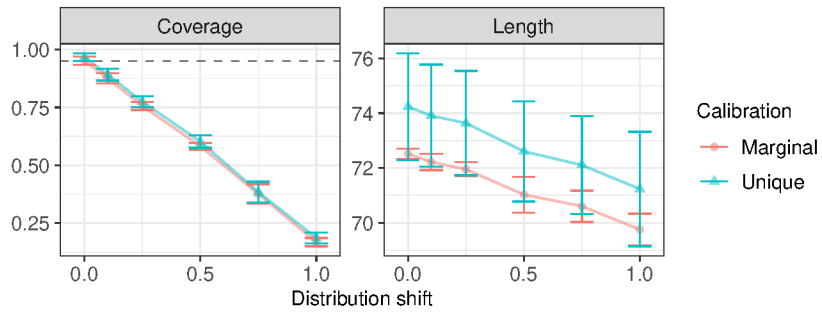 Coverage
Length
1.00
0.75
0.50
0.25
0.0
0.5
1.0
76
74
72
70
0.0
0.5
1.0
Distribution shift
Calibration
Marginal
Unique